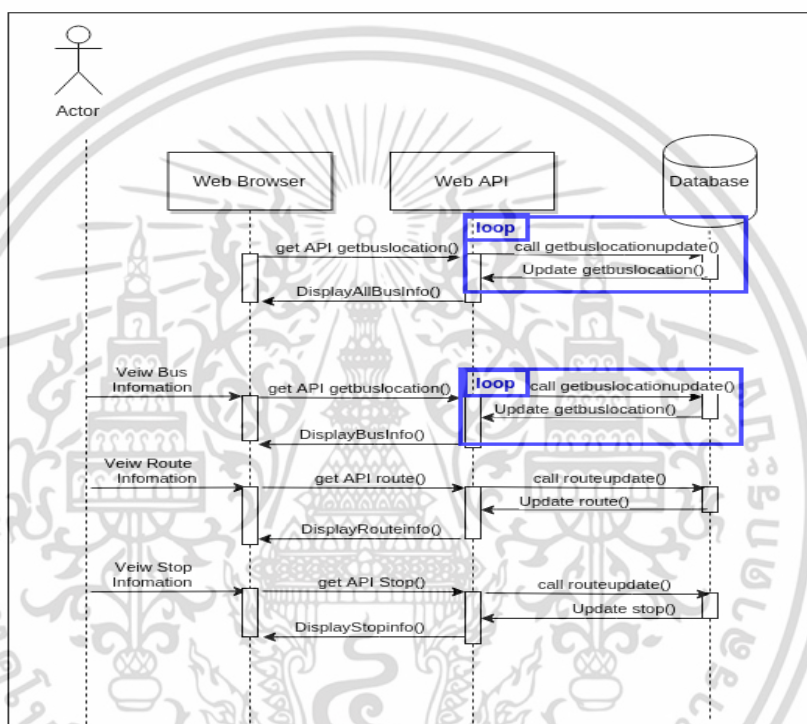 Actor
Web Browser
Web API
Database
loop
get API getbuslocation()
call getbuslocationupdate()
Update getbuslocation()
DisplayAllBusInfo()
Veiw Bus
Infomation
loop
get API getbuslocation()
call getbuslocationupdate()
Update getbuslocation()
DisplayBusInfo()
Veiw Route
Infomation
get API route()
call routeupdate()
Update route()
DisplayRouteinfo()
Veiw Stop
Infomation
get API Stop()
call routeupdate()
Update stop()
DisplayStopinfo()